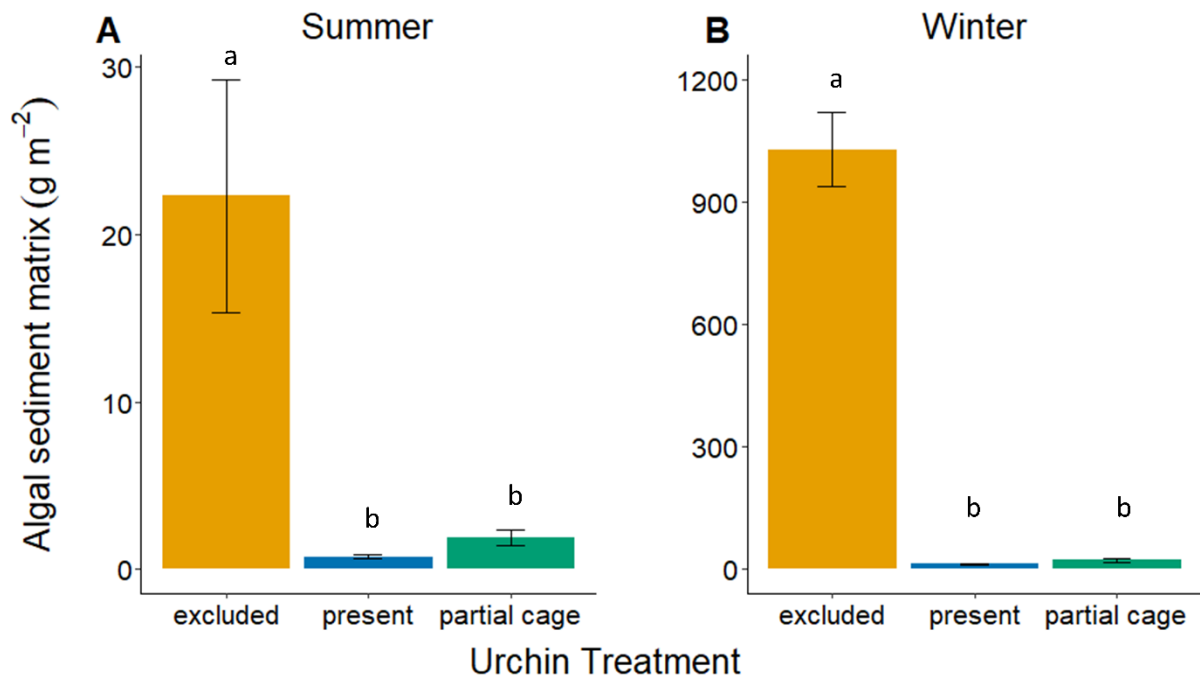 A Summer
B Winter
Algal sediment matrix (g m⁻²)
30
20
10
0
a
b
b
excluded present partial cage
1200
900
600
300
0
a
b
b
excluded present partial cage
Urchin Treatment